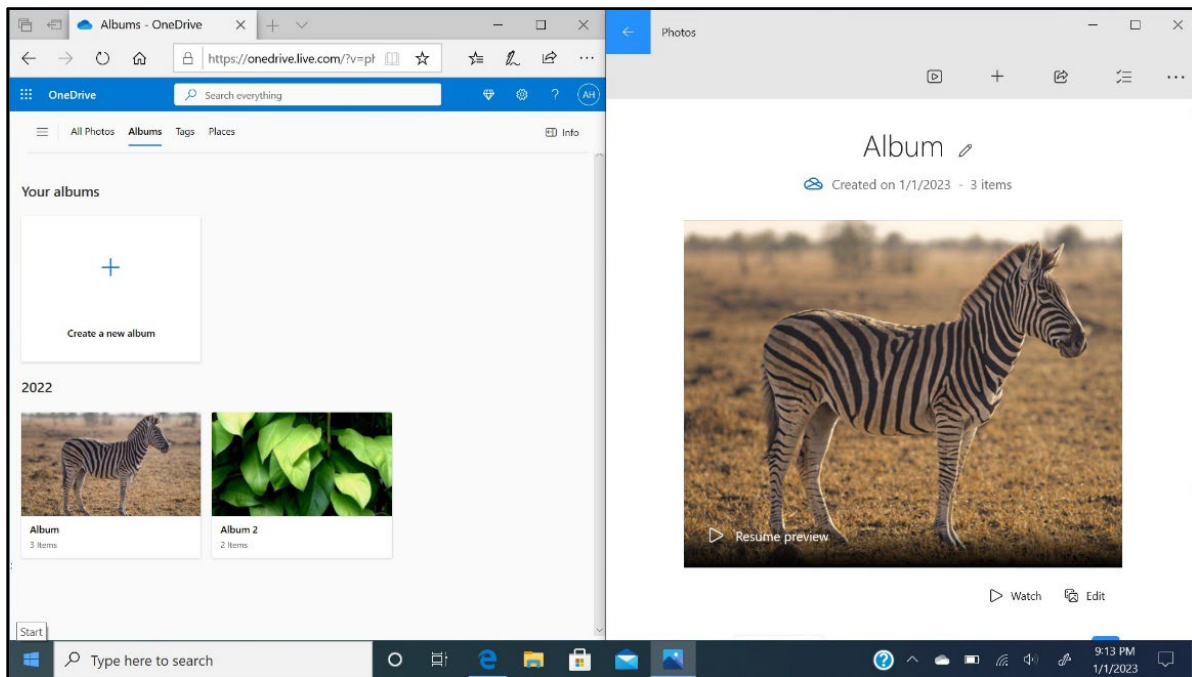 Albums - OneDrive
https://onedrive.live.com/?v=ph
OneDrive
Search everything
AH
All Photos Albums Tags Places
Info
Your albums
Create a new album
2022
Album
3 Items
Album 2
2 Items
Start
Photos
Album
Created on 1/1/2023 - 3 items
Resume preview
Watch
Edit
Type here to search
9:13 PM
1/1/2023